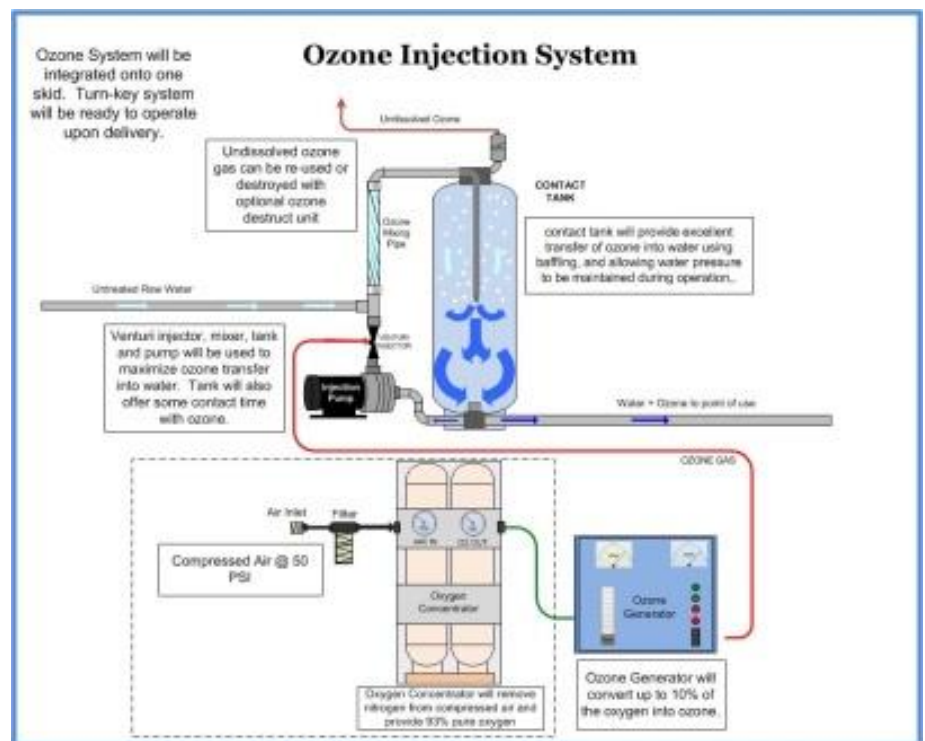 Ozone Injection System
Ozone System will be
integrated onto one
skid. Turn-key system
will be ready to operate
upon delivery.
Undissolved Ozone
Undissolved ozone
gas can be re-used or
destroyed with
optional ozone
destruct unit
Ozone
Mixing
Pipe
CONTACT
TANK
contact tank will provide excellent
transfer of ozone into water using
baffling, and allowing water pressure
to be maintained during operation..
Untreated Raw Water
Venturi injector, mixer, tank
and pump will be used to
maximize ozone transfer
into water. Tank will also
offer some contact time
with ozone.
VENTURI
INJECTOR
Injection
Pump
Water + Ozone to point of use
OZONE GAS
Air Inlet
Filter
Compressed Air @ 50
PSI
AIR IN
O2 OUT
Oxygen
Concentrator
Oxygen Concentrator will remove
nitrogen from compressed air and
provide 93% pure oxygen
Ozone
Generator
Ozone Generator will
convert up to 10% of
the oxygen into ozone.